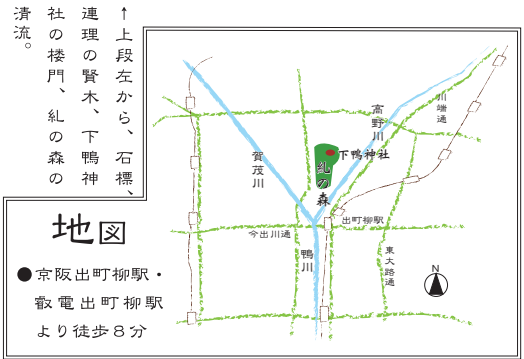 ↑上段左から、石標、
連理の賢木、下鴨神
社の楼門、糺の森の
清流。
高野川
川端通
賀茂川
下鴨神社
糺の森
出町柳駅
今出川通
鴨川
東大路通
N
地図
●京阪出町柳駅・
叡電出町柳駅
より徒歩8分